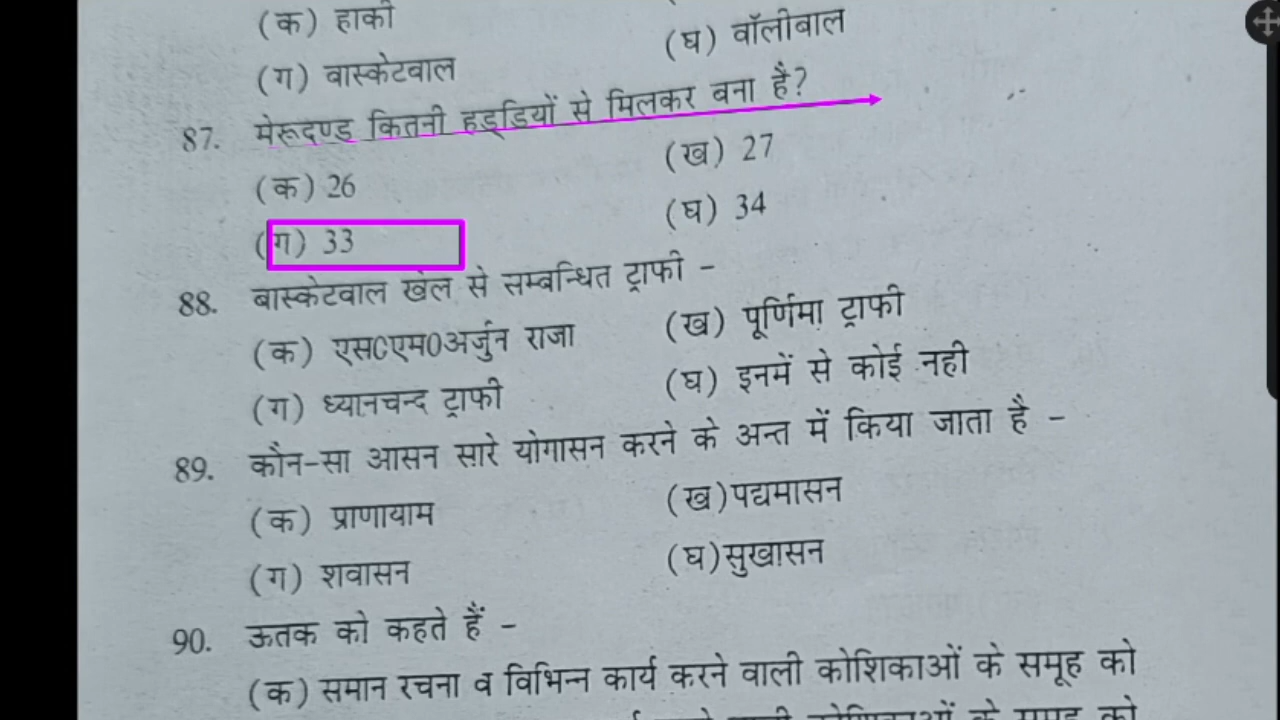 (क) हाकी
(घ) वॉलीबाल
(ग) वास्केटवाल
87. मेरूदण्ड कितनी हड्डियों से मिलकर बना है?
(क) 26 (ख) 27
(ग) 33 (घ) 34
88. बास्केटवाल खेल से सम्बन्धित ट्राफी –
(क) एस0एम0अर्जुन राजा (ख) पूर्णिमा ट्राफी
(ग) ध्यानचन्द ट्राफी (घ) इनमें से कोई नही
89. कौन-सा आसन सारे योगासन करने के अन्त में किया जाता है –
(क) प्राणायाम (ख)पद्यमासन
(ग) शवासन (घ)सुखासन
90. ऊतक को कहते हैं –
(क) समान रचना व विभिन्न कार्य करने वाली कोशिकाओं के समूह को